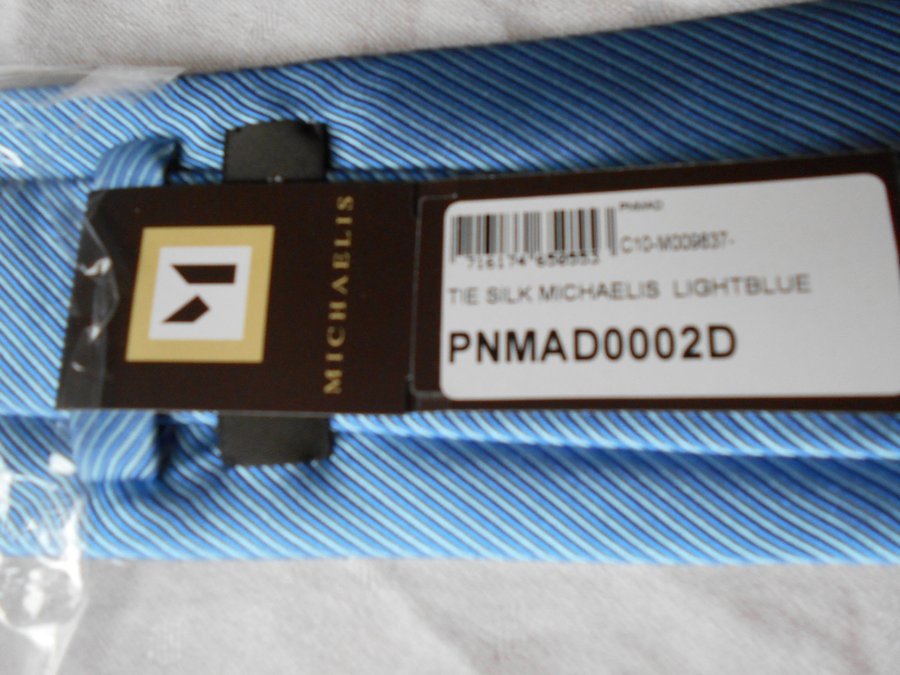 MICHAELIS
PNMAD
C10-M009837-
TIE SILK MICHAELIS LIGHTBLUE
PNMAD0002D